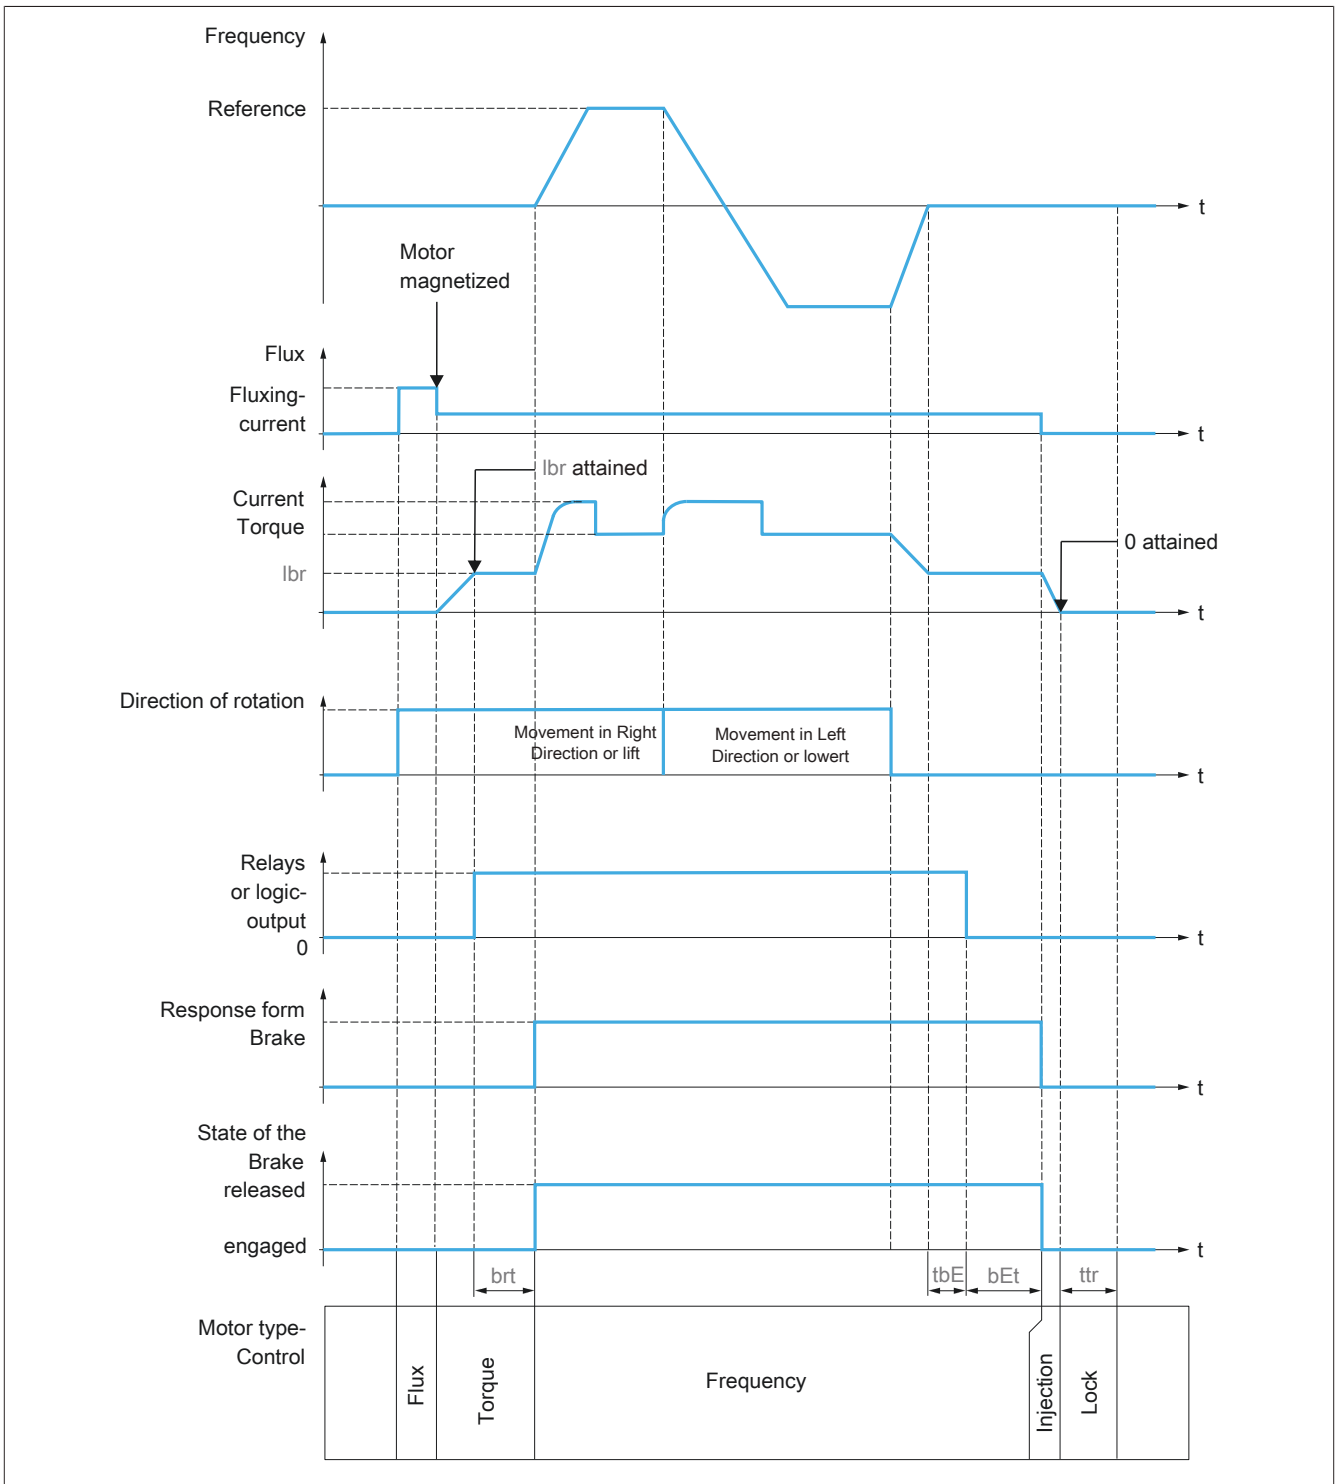 Frequency
Reference
t
Motor
magnetized
Flux
Fluxing-
current
t
Ibr attained
Current
Torque
Ibr
0 attained
t
Direction of rotation
Movement in Right
Direction or lift
Movement in Left
Direction or lowert
t
Relays
or logic-
output
0
t
Response form
Brake
t
State of the
Brake
released
engaged
t
brt
tbE
bEt
ttr
Motor type-
Control
Flux
Torque
Frequency
Injection
Lock